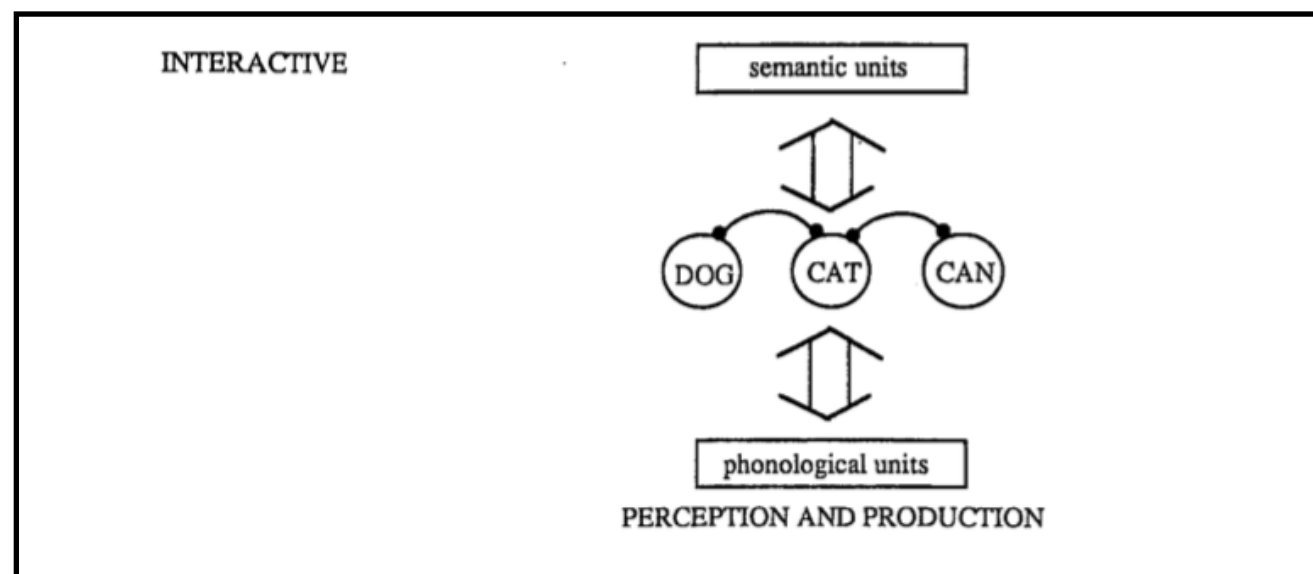 INTERACTIVE
semantic units
DOG CAT CAN
phonological units
PERCEPTION AND PRODUCTION